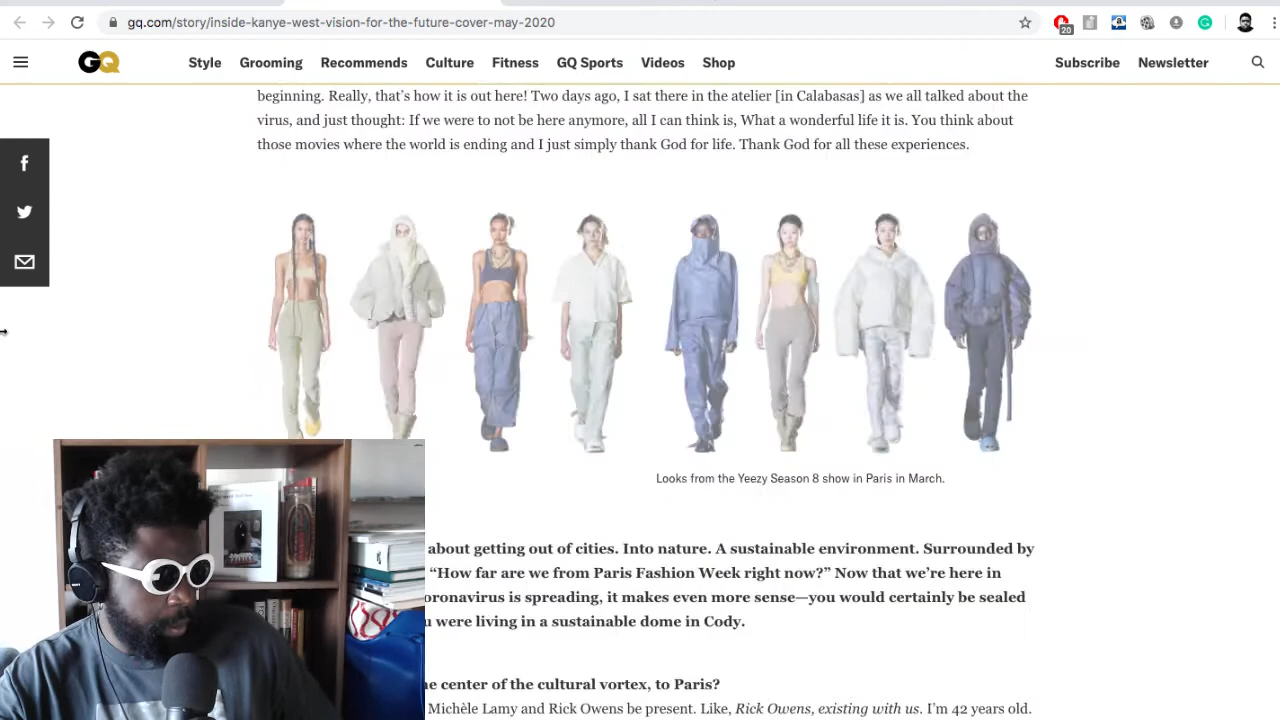 gq.com/story/inside-kanye-west-vision-for-the-future-cover-may-2020
20
GQ
Style Grooming Recommends Culture Fitness GQ Sports Videos Shop
Subscribe Newsletter
beginning. Really, that’s how it is out here! Two days ago, I sat there in the atelier [in Calabasas] as we all talked about the
virus, and just thought: If we were to not be here anymore, all I can think is, What a wonderful life it is. You think about
those movies where the world is ending and I just simply thank God for life. Thank God for all these experiences.
Looks from the Yeezy Season 8 show in Paris in March.
about getting out of cities. Into nature. A sustainable environment. Surrounded by
“How far are we from Paris Fashion Week right now?” Now that we’re here in
oronavirus is spreading, it makes even more sense—you would certainly be sealed
u were living in a sustainable dome in Cody.
e center of the cultural vortex, to Paris?
Michèle Lamy and Rick Owens be present. Like, Rick Owens, existing with us. I’m 42 years old.